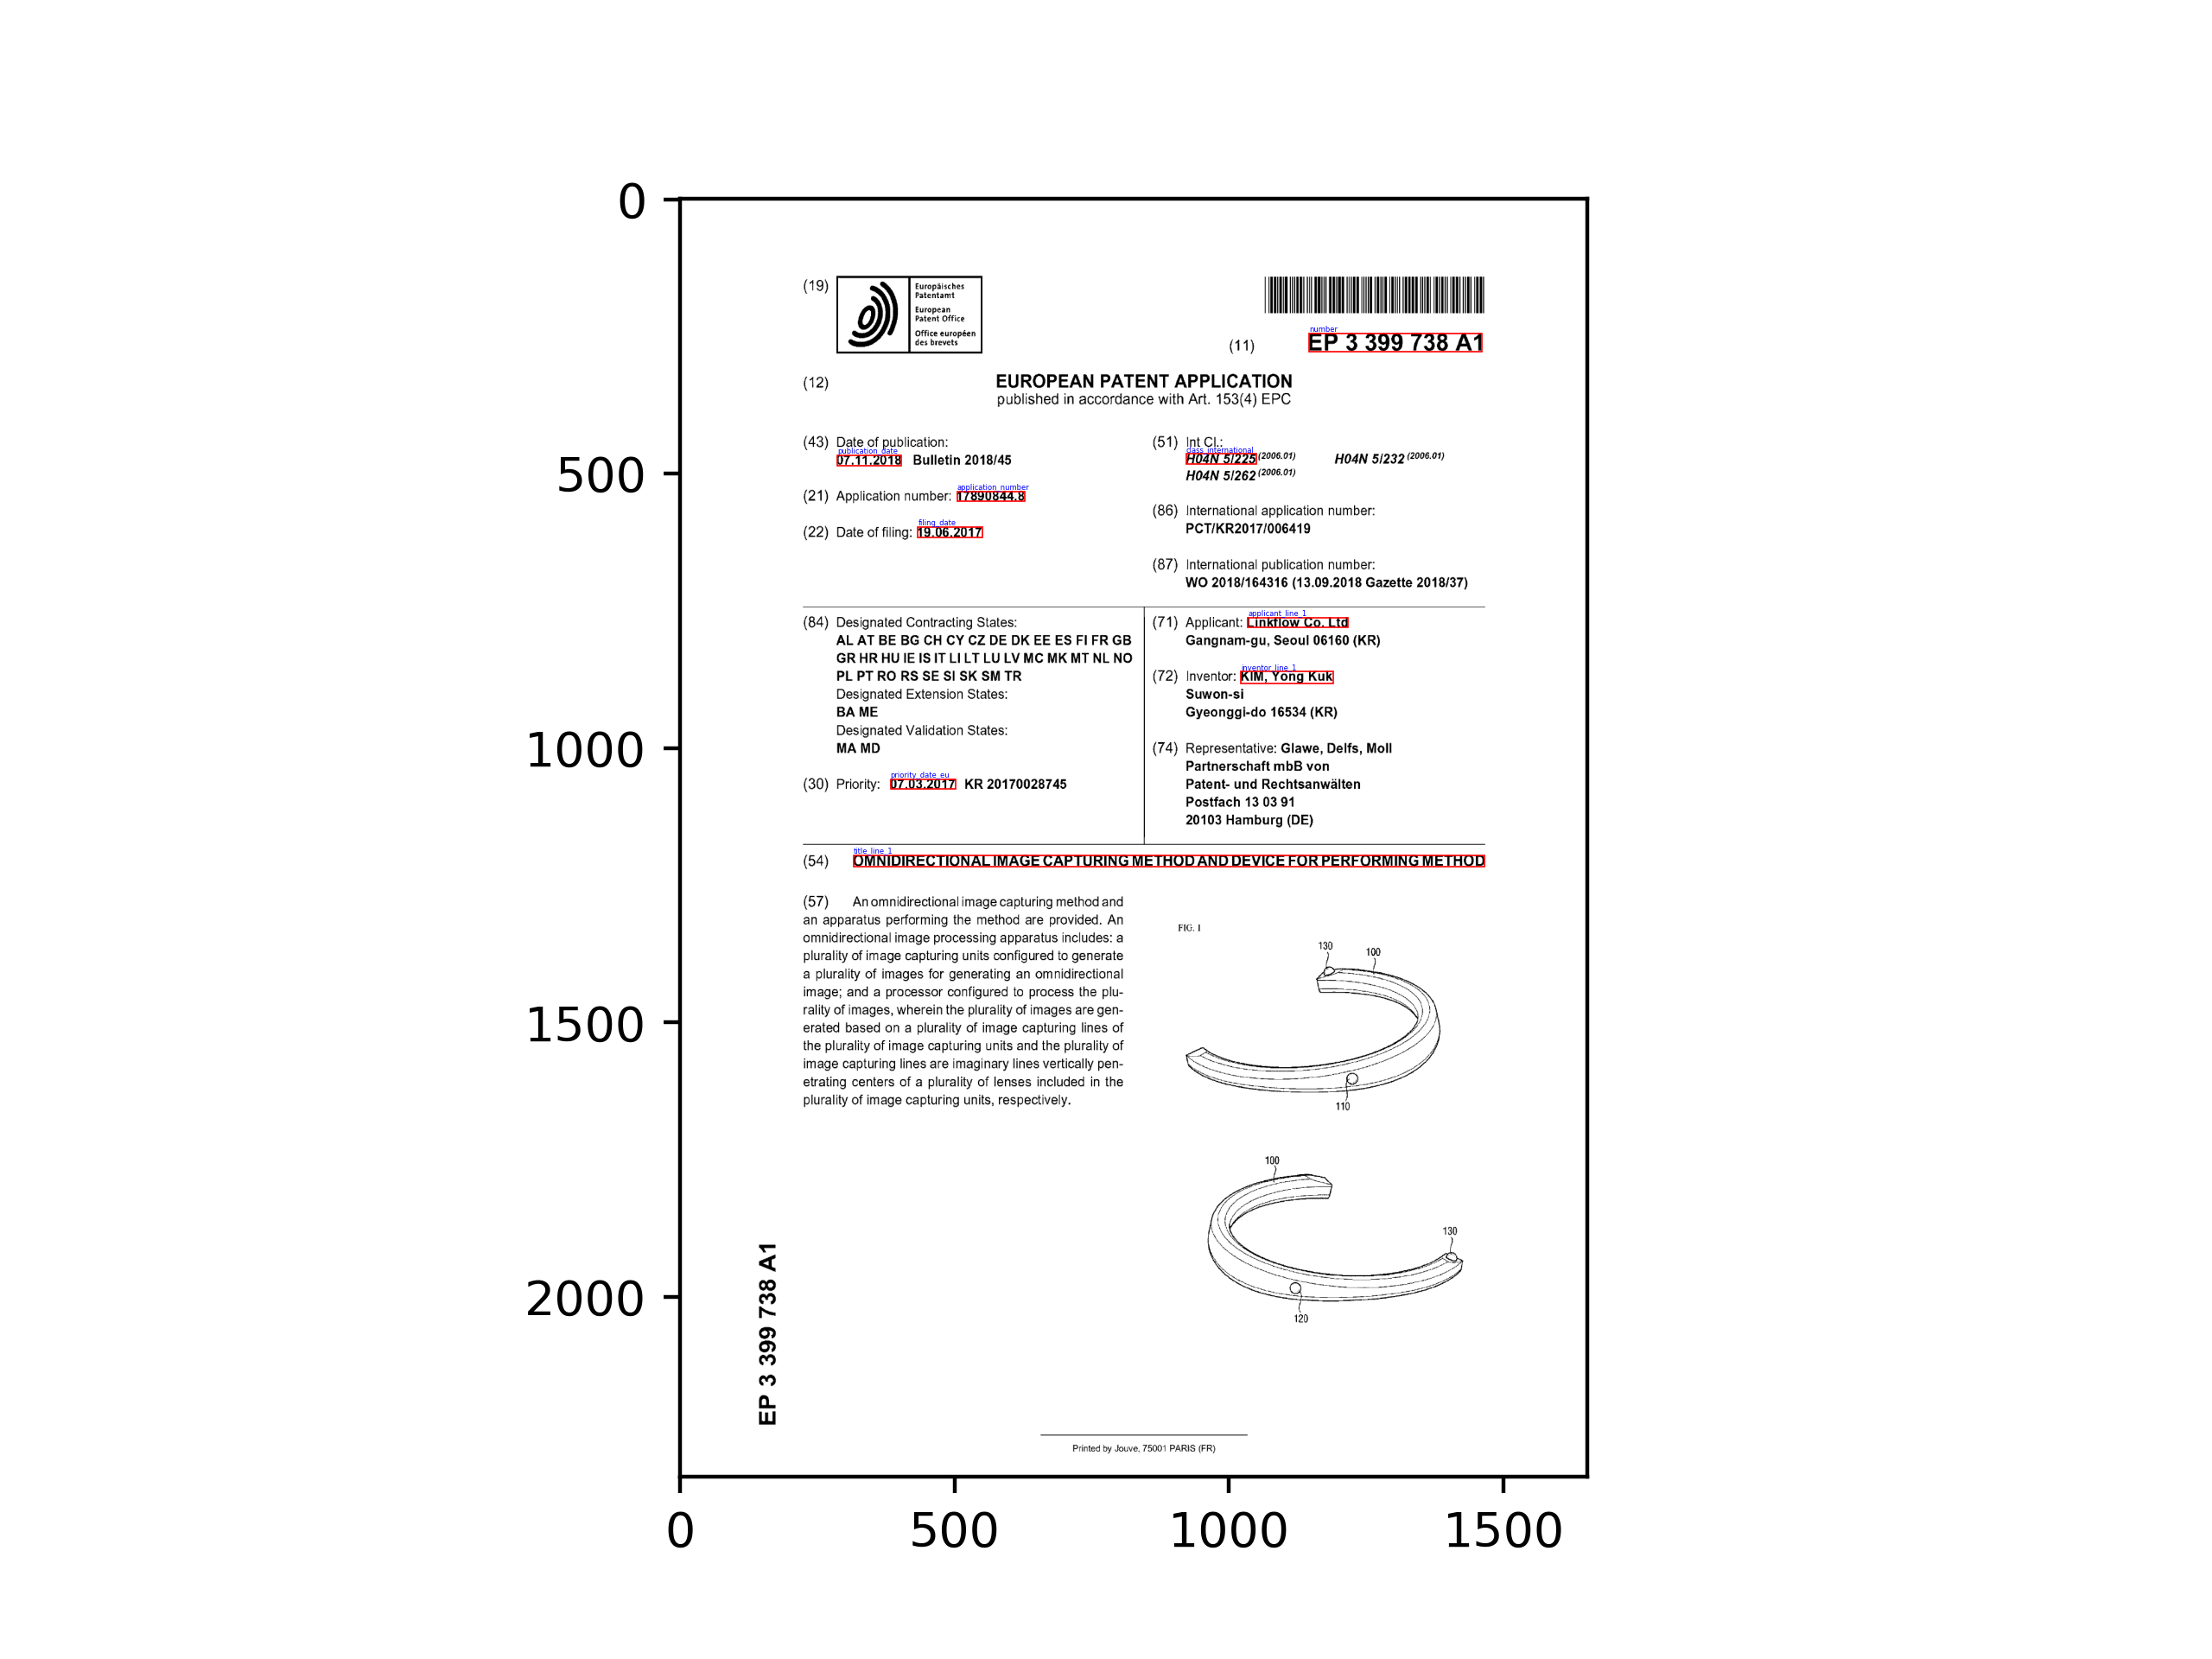 0
500
1000
1500
2000
0
500
1000
1500
(19)
Europäisches
Patentamt
European
Patent Office
Office européen
des brevets
number
(11)
EP 3 399 738 A1
(12)
EUROPEAN PATENT APPLICATION
published in accordance with Art. 153(4) EPC
(43) Date of publication:
publication_date
07.11.2018 Bulletin 2018/45
application_number
(21) Application number: 17890844.8
filing_date
(22) Date of filing: 19.06.2017
(51) Int Cl.:
class_international
H04N 5/225 (2006.01) H04N 5/232 (2006.01)
H04N 5/262 (2006.01)
(86) International application number:
PCT/KR2017/006419
(87) International publication number:
WO 2018/164316 (13.09.2018 Gazette 2018/37)
(84) Designated Contracting States:
AL AT BE BG CH CY CZ DE DK EE ES FI FR GB
GR HR HU IE IS IT LI LT LU LV MC MK MT NL NO
PL PT RO RS SE SI SK SM TR
Designated Extension States:
BA ME
Designated Validation States:
MA MD
priority_date_eu
(30) Priority: 07.03.2017 KR 20170028745
applicant_line_1
(71) Applicant: Linkflow Co. Ltd
Gangnam-gu, Seoul 06160 (KR)
inventor_line_1
(72) Inventor: KIM, Yong Kuk
Suwon-si
Gyeonggi-do 16534 (KR)
(74) Representative: Glawe, Delfs, Moll
Partnerschaft mbB von
Patent- und Rechtsanwälten
Postfach 13 03 91
20103 Hamburg (DE)
title_line_1
(54) OMNIDIRECTIONAL IMAGE CAPTURING METHOD AND DEVICE FOR PERFORMING METHOD
(57) An omnidirectional image capturing method and
an apparatus performing the method are provided. An
omnidirectional image processing apparatus includes: a
plurality of image capturing units configured to generate
a plurality of images for generating an omnidirectional
image; and a processor configured to process the plu-
rality of images, wherein the plurality of images are gen-
erated based on a plurality of image capturing lines of
the plurality of image capturing units and the plurality of
image capturing lines are imaginary lines vertically pen-
etrating centers of a plurality of lenses included in the
plurality of image capturing units, respectively.
FIG. 1
130
100
110
100
130
120
EP 3 399 738 A1
Printed by Jouve, 75001 PARIS (FR)